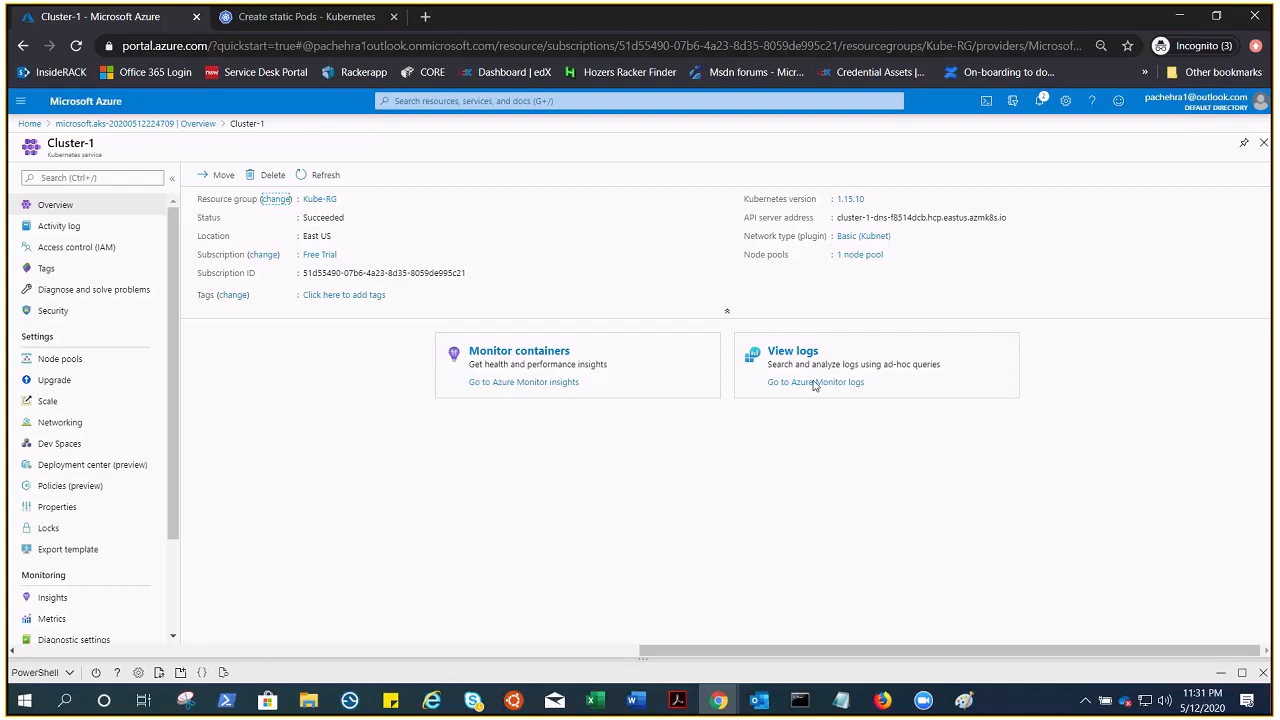 Cluster-1 - Microsoft Azure
Create static Pods - Kubernetes
portal.azure.com/?quickstart=true#@pachehra1outlook.onmicrosoft.com/resource/subscriptions/51d55490-07b6-4a23-8d35-8059de995c21/resourcegroups/Kube-RG/providers/Microsof...
Incognito (3)
InsideRACK
Office 365 Login
Service Desk Portal
Rackerapp
CORE
Dashboard | edX
Hozers Racker Finder
Msdn forums - Micr...
Credential Assets |...
On-boarding to do...
»
Other bookmarks
Microsoft Azure
Search resources, services, and docs (G+/)
2
pachehra1@outlook.com
DEFAULT DIRECTORY
Home > microsoft.aks-20200512224709 | Overview > Cluster-1
Cluster-1
Kubernetes service
Search (Ctrl+/)
«
Move
Delete
Refresh
Overview
Activity log
Access control (IAM)
Tags
Diagnose and solve problems
Security
Settings
Node pools
Upgrade
Scale
Networking
Dev Spaces
Deployment center (preview)
Policies (preview)
Properties
Locks
Export template
Monitoring
Insights
Metrics
Diagnostic settings
Resource group (change) : Kube-RG
Status : Succeeded
Location : East US
Subscription (change) : Free Trial
Subscription ID : 51d55490-07b6-4a23-8d35-8059de995c21
Tags (change) : Click here to add tags
Kubernetes version : 1.15.10
API server address : cluster-1-dns-f8514dcb.hcp.eastus.azmk8s.io
Network type (plugin) : Basic (Kubnet)
Node pools : 1 node pool
Monitor containers
Get health and performance insights
Go to Azure Monitor insights
View logs
Search and analyze logs using ad-hoc queries
Go to Azure Monitor logs
PowerShell
?
{}
11:31 PM
5/12/2020